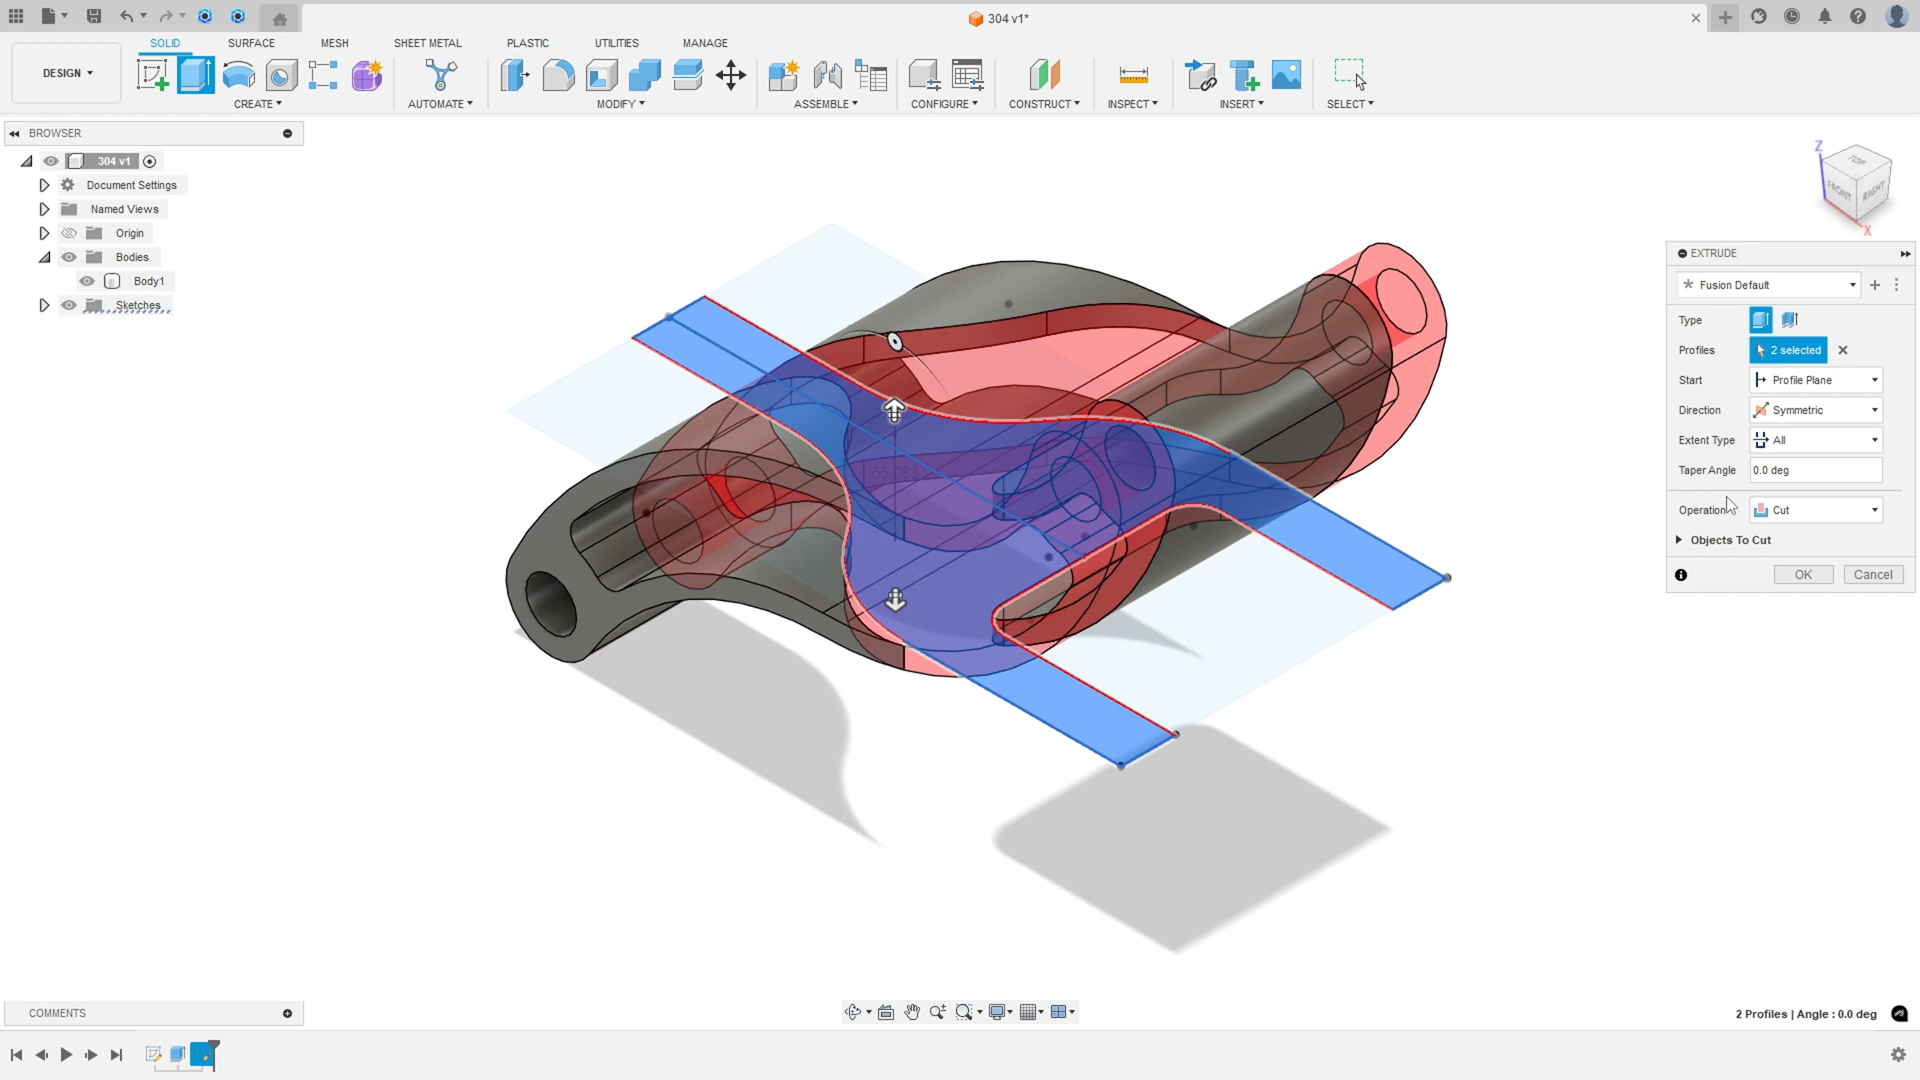 304 v1*
DESIGN
SOLID
SURFACE
MESH
SHEET METAL
PLASTIC
UTILITIES
MANAGE
CREATE
AUTOMATE
MODIFY
ASSEMBLE
CONFIGURE
CONSTRUCT
INSPECT
INSERT
SELECT
BROWSER
304 v1
Document Settings
Named Views
Origin
Bodies
Body1
Sketches
Z
TOP
FRONT
RIGHT
X
EXTRUDE
Fusion Default
Type
Profiles
2 selected
Start
Profile Plane
Direction
Symmetric
Extent Type
All
Taper Angle
0.0 deg
Operation
Cut
Objects To Cut
OK
Cancel
COMMENTS
2 Profiles | Angle : 0.0 deg